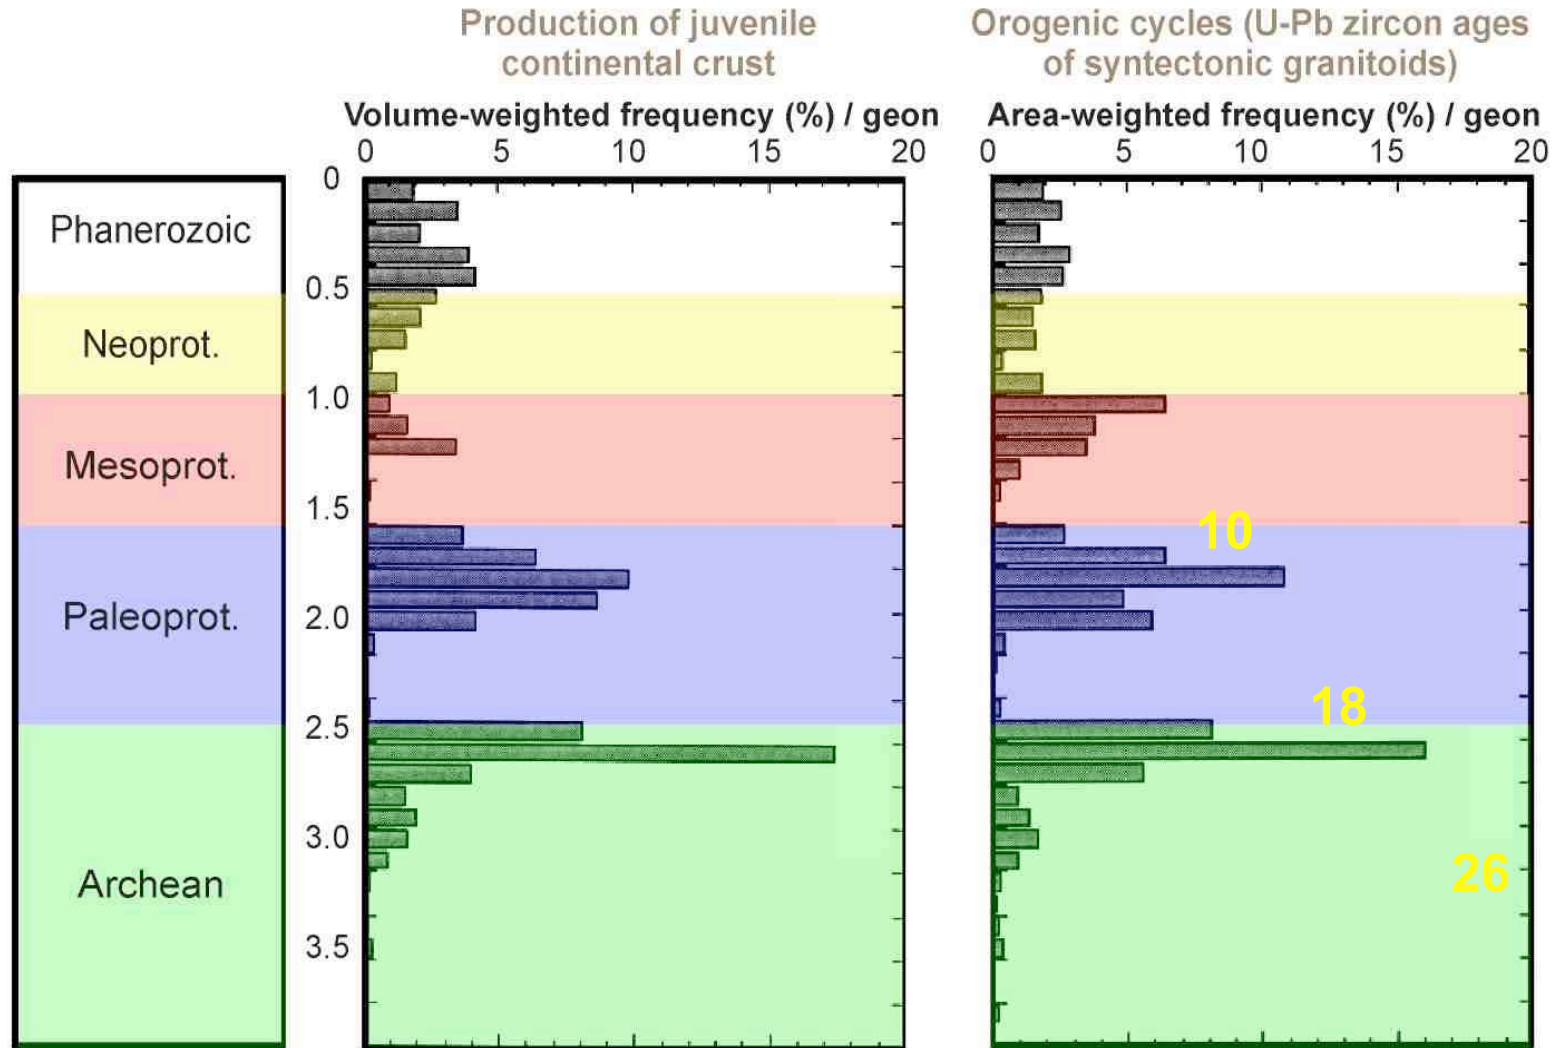 Production of juvenile
continental crust
Orogenic cycles (U-Pb zircon ages
of syntectonic granitoids)
Volume-weighted frequency (%) / geon
Area-weighted frequency (%) / geon
0 5 10 15 20
0 5 10 15 20
0
Phanerozoic
0.5
Neoprot.
1.0
Mesoprot.
1.5
10
Paleoprot.
2.0
18
2.5
3.0
26
Archean
3.5